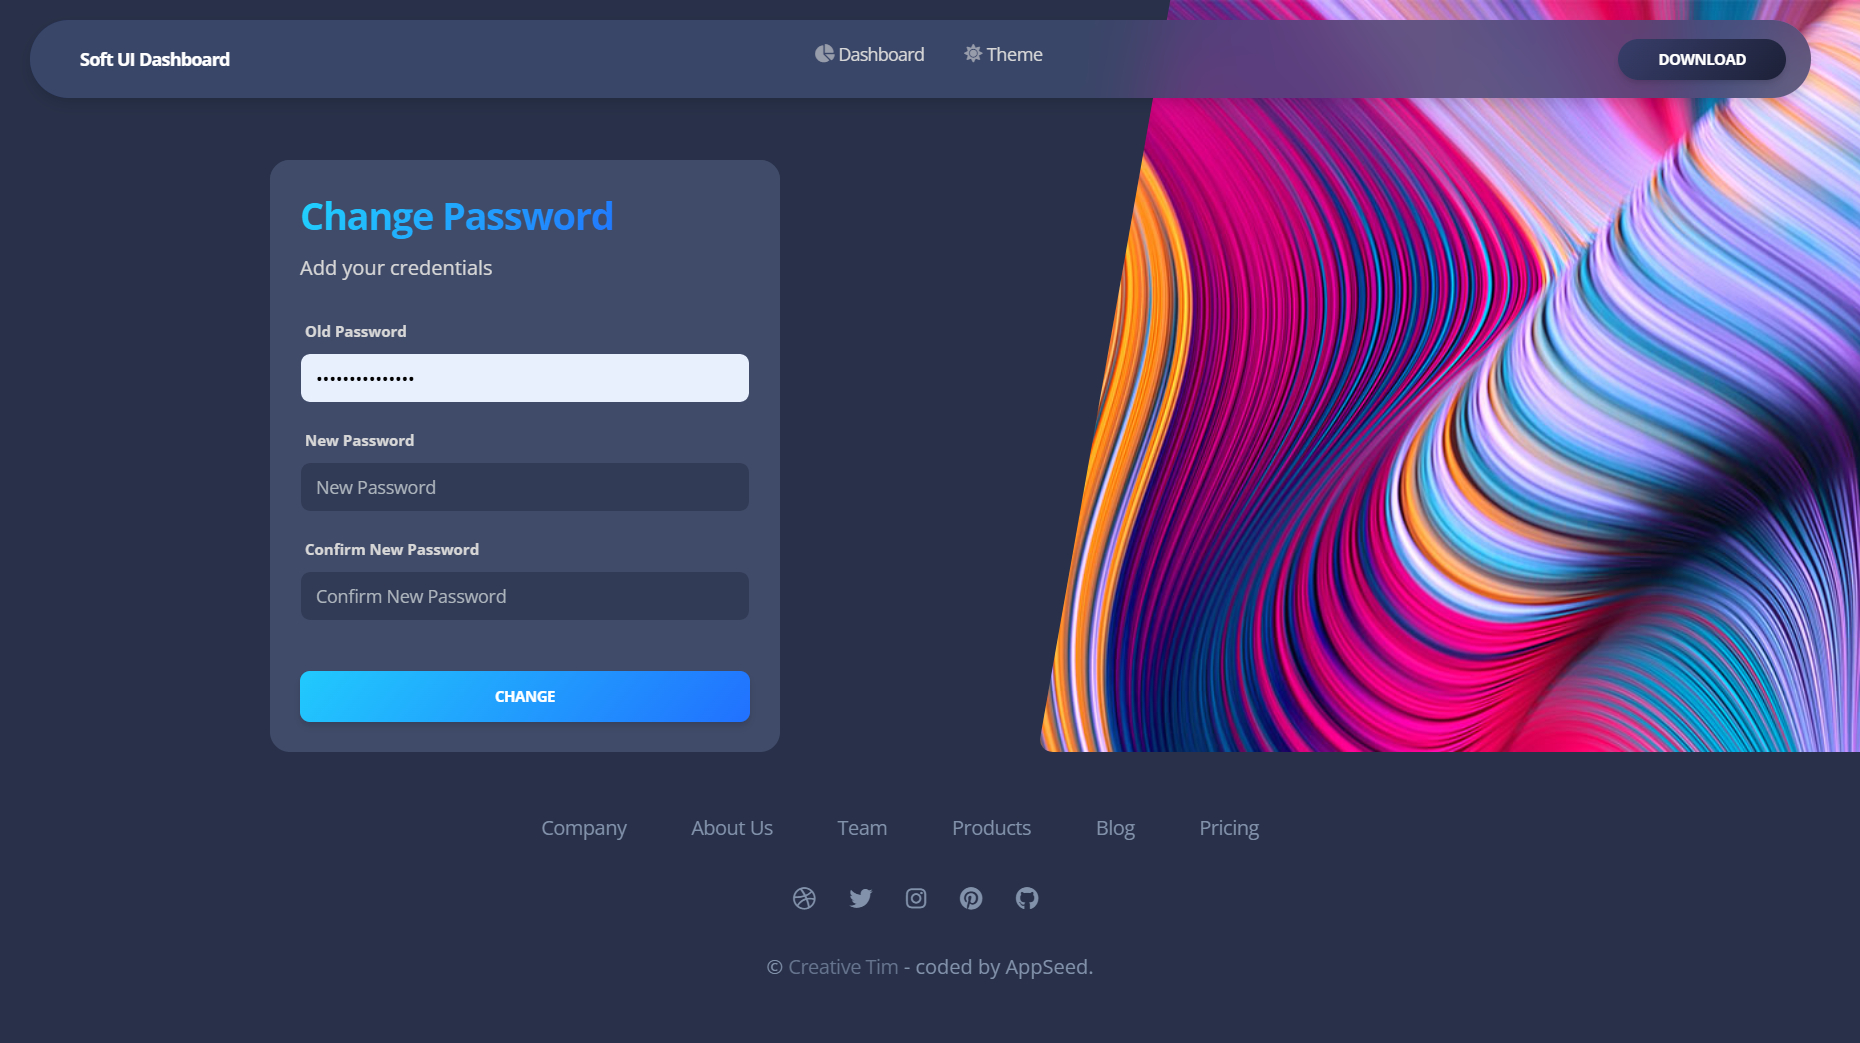 Soft UI Dashboard
Dashboard
Theme
DOWNLOAD
Change Password
Add your credentials
Old Password
•••••••••••••••
New Password
New Password
Confirm New Password
Confirm New Password
CHANGE
Company
About Us
Team
Products
Blog
Pricing
© Creative Tim - coded by AppSeed.